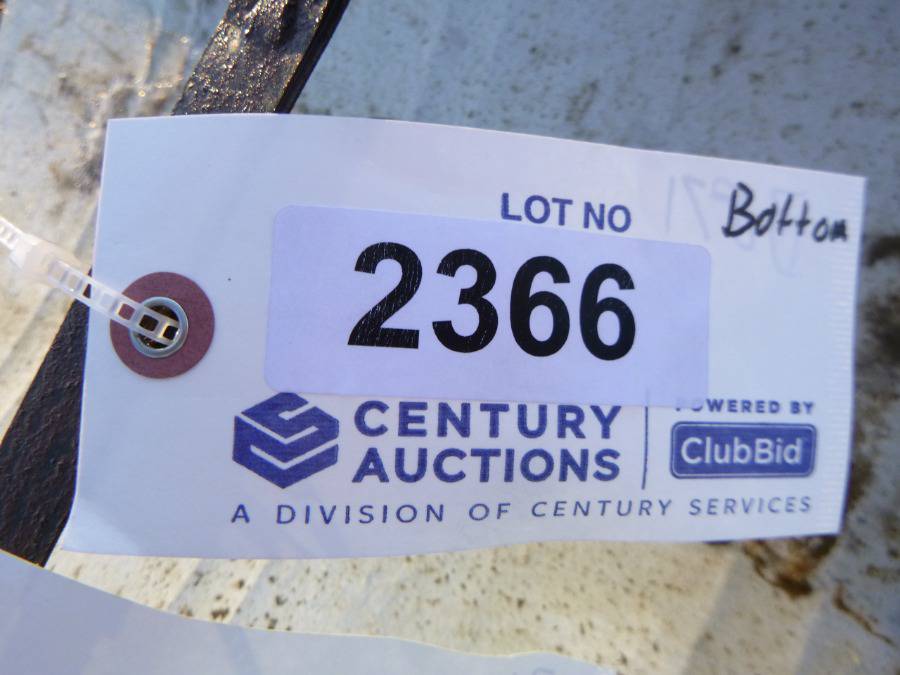 LOT NO
Bottom
2366
CENTURY
AUCTIONS
POWERED BY
ClubBid
A DIVISION OF CENTURY SERVICES